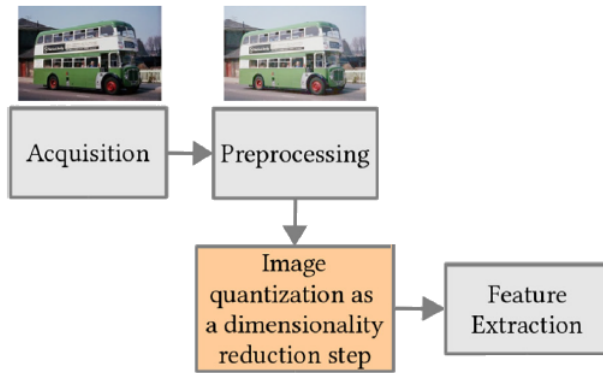 Acquisition
Preprocessing
Image
quantization as
a dimensionality
reduction step
Feature
Extraction